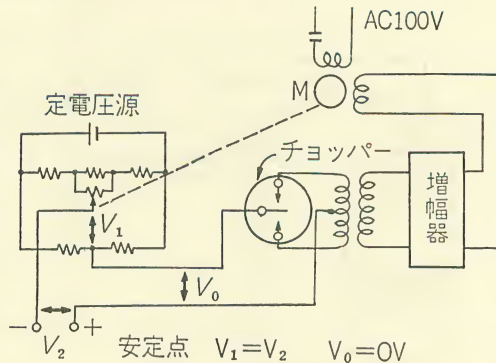 AC100V
M
定電圧源
チョッパー
増幅器
V₁
V₀
− +
V₂
安定点 V₁=V₂ V₀=0V